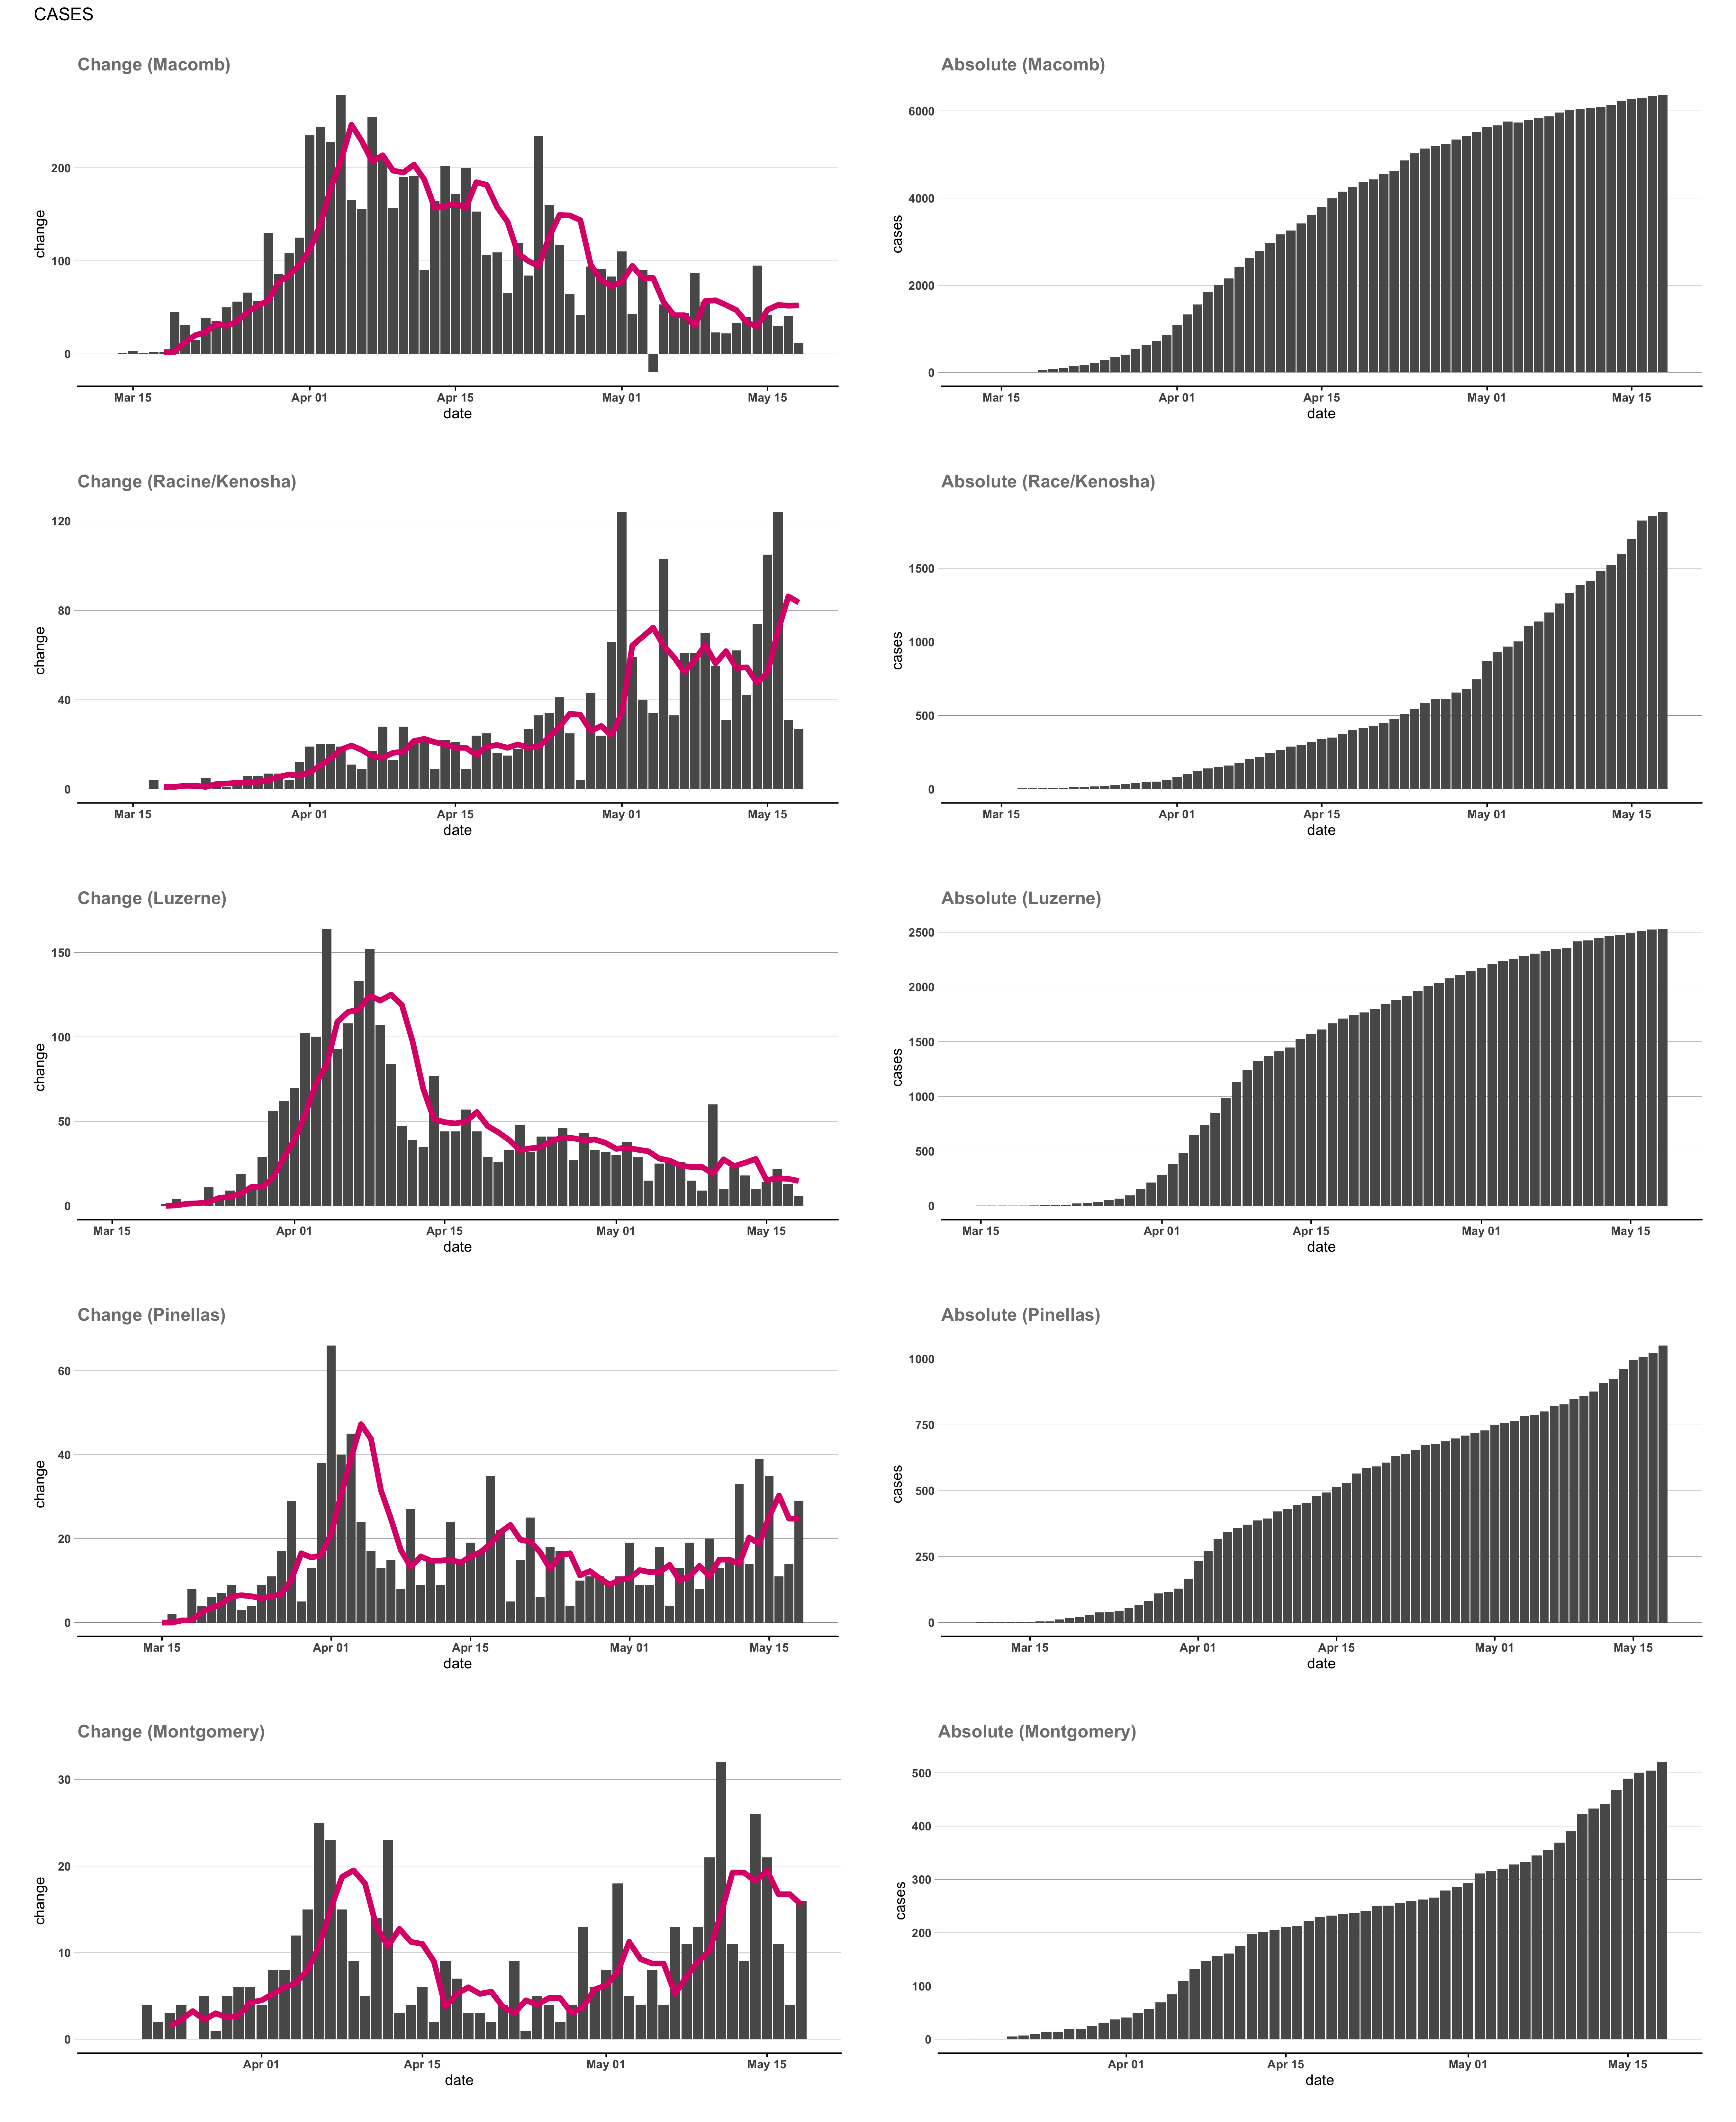 CASES
Change (Macomb)
200
100
0
change
Mar 15 Apr 01 Apr 15 May 01 May 15
date
Absolute (Macomb)
6000
4000
2000
0
cases
Mar 15 Apr 01 Apr 15 May 01 May 15
date
Change (Racine/Kenosha)
120
80
40
0
change
Mar 15 Apr 01 Apr 15 May 01 May 15
date
Absolute (Race/Kenosha)
1500
1000
500
0
cases
Mar 15 Apr 01 Apr 15 May 01 May 15
date
Change (Luzerne)
150
100
50
0
change
Mar 15 Apr 01 Apr 15 May 01 May 15
date
Absolute (Luzerne)
2500
2000
1500
1000
500
0
cases
Mar 15 Apr 01 Apr 15 May 01 May 15
date
Change (Pinellas)
60
40
20
0
change
Mar 15 Apr 01 Apr 15 May 01 May 15
date
Absolute (Pinellas)
1000
750
500
250
0
cases
Mar 15 Apr 01 Apr 15 May 01 May 15
date
Change (Montgomery)
30
20
10
0
change
Apr 01 Apr 15 May 01 May 15
date
Absolute (Montgomery)
500
400
300
200
100
0
cases
Apr 01 Apr 15 May 01 May 15
date